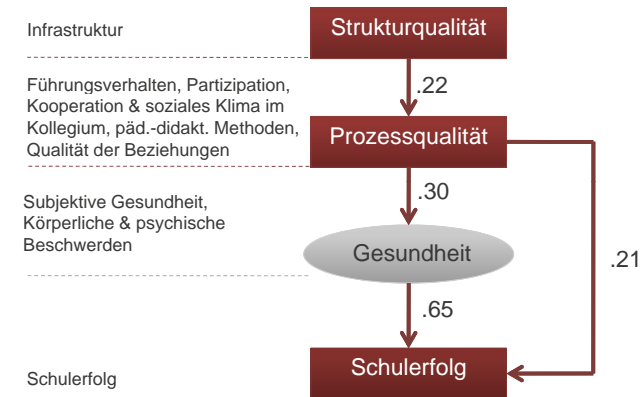 Infrastruktur
Strukturqualität
.22
Führungsverhalten, Partizipation,
Kooperation & soziales Klima im
Kollegium, päd.-didakt. Methoden,
Qualität der Beziehungen
Prozessqualität
.30
Subjektive Gesundheit,
Körperliche & psychische
Beschwerden
Gesundheit
.21
.65
Schulerfolg
Schulerfolg